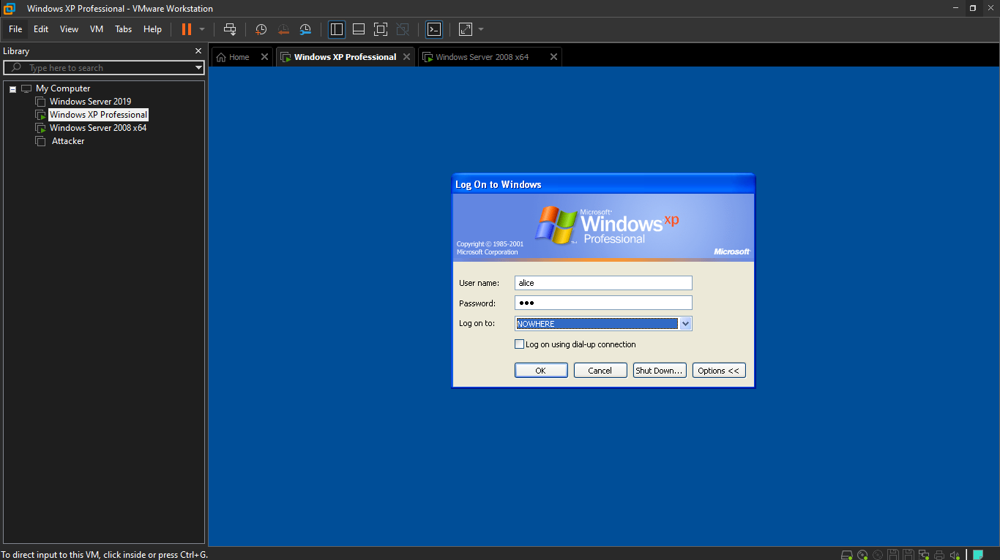 Windows XP Professional - VMware Workstation
File Edit View VM Tabs Help
Library
Type here to search
My Computer
Windows Server 2019
Windows XP Professional
Windows Server 2008 x64
Attacker
Home Windows XP Professional Windows Server 2008 x64
Log On to Windows
Microsoft®
Windows xp
Professional
Copyright © 1985-2001
Microsoft Corporation
Microsoft
User name: alice
Password: ●●●
Log on to: NOWHERE
Log on using dial-up connection
OK Cancel Shut Down... Options <<
To direct input to this VM, click inside or press Ctrl+G.